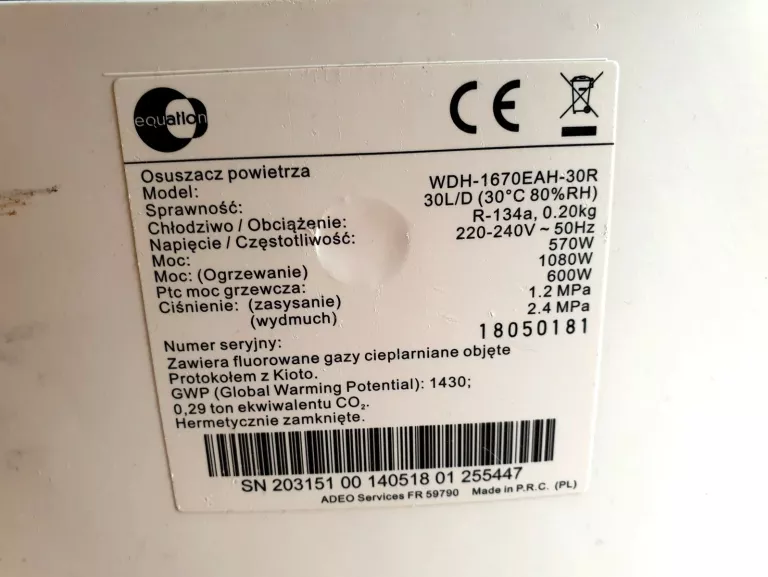 equation
CE
Osuszacz powietrza
Model: WDH-1670EAH-30R
Sprawność: 30L/D (30°C 80%RH)
Chłodziwo / Obciążenie: R-134a, 0.20kg
Napięcie / Częstotliwość: 220-240V ~ 50Hz
Moc: 570W
Moc: (Ogrzewanie) 1080W
Ptc moc grzewcza: 600W
Ciśnienie: (zasysanie) 1.2 MPa
(wydmuch) 2.4 MPa
Numer seryjny: 18050181
Zawiera fluorowane gazy cieplarniane objęte
Protokołem z Kioto.
GWP (Global Warming Potential): 1430;
0,29 ton ekwiwalentu CO₂.
Hermetycznie zamknięte.
SN 203151 00 140518 01 255447
ADEO Services FR 59790 Made in P.R.C. (PL)